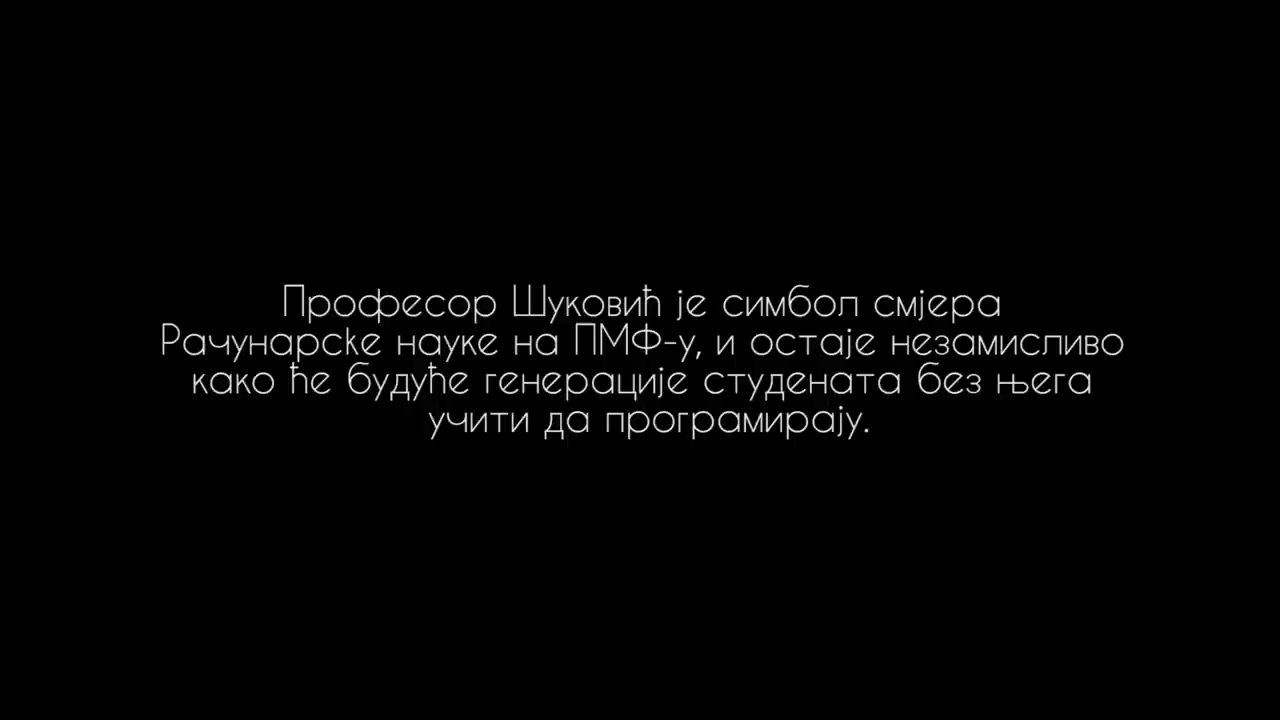 Професор Шуковић је симбол смјера
Рачунарске науке на ПМФ-у, и остаје незамисливо
како ће будуће генерације студената без њега
учити да програмирају.